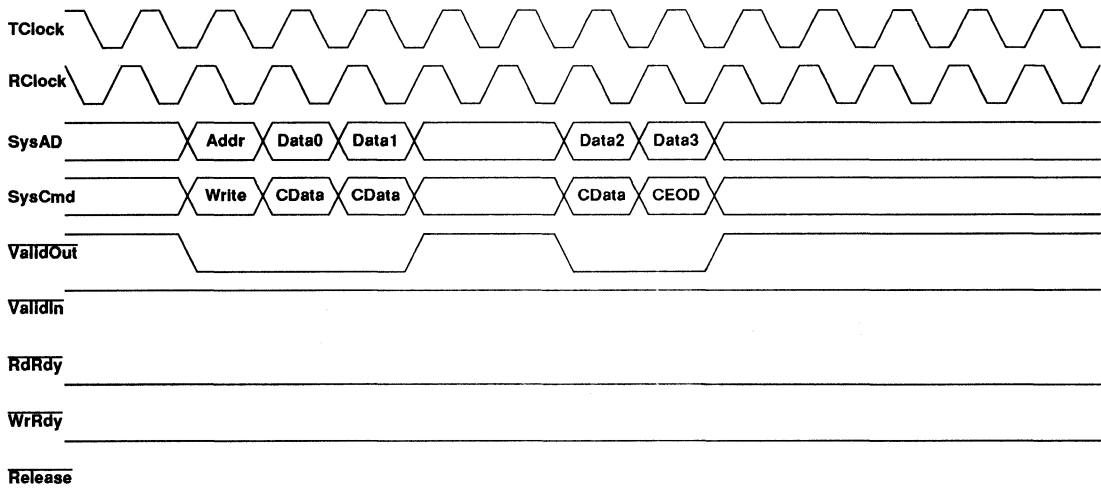 TClock
RClock
SysAD Addr Data0 Data1 Data2 Data3
SysCmd Write CData CData CData CEOD
ValidOut
ValidIn
RdRdy
WrRdy
Release